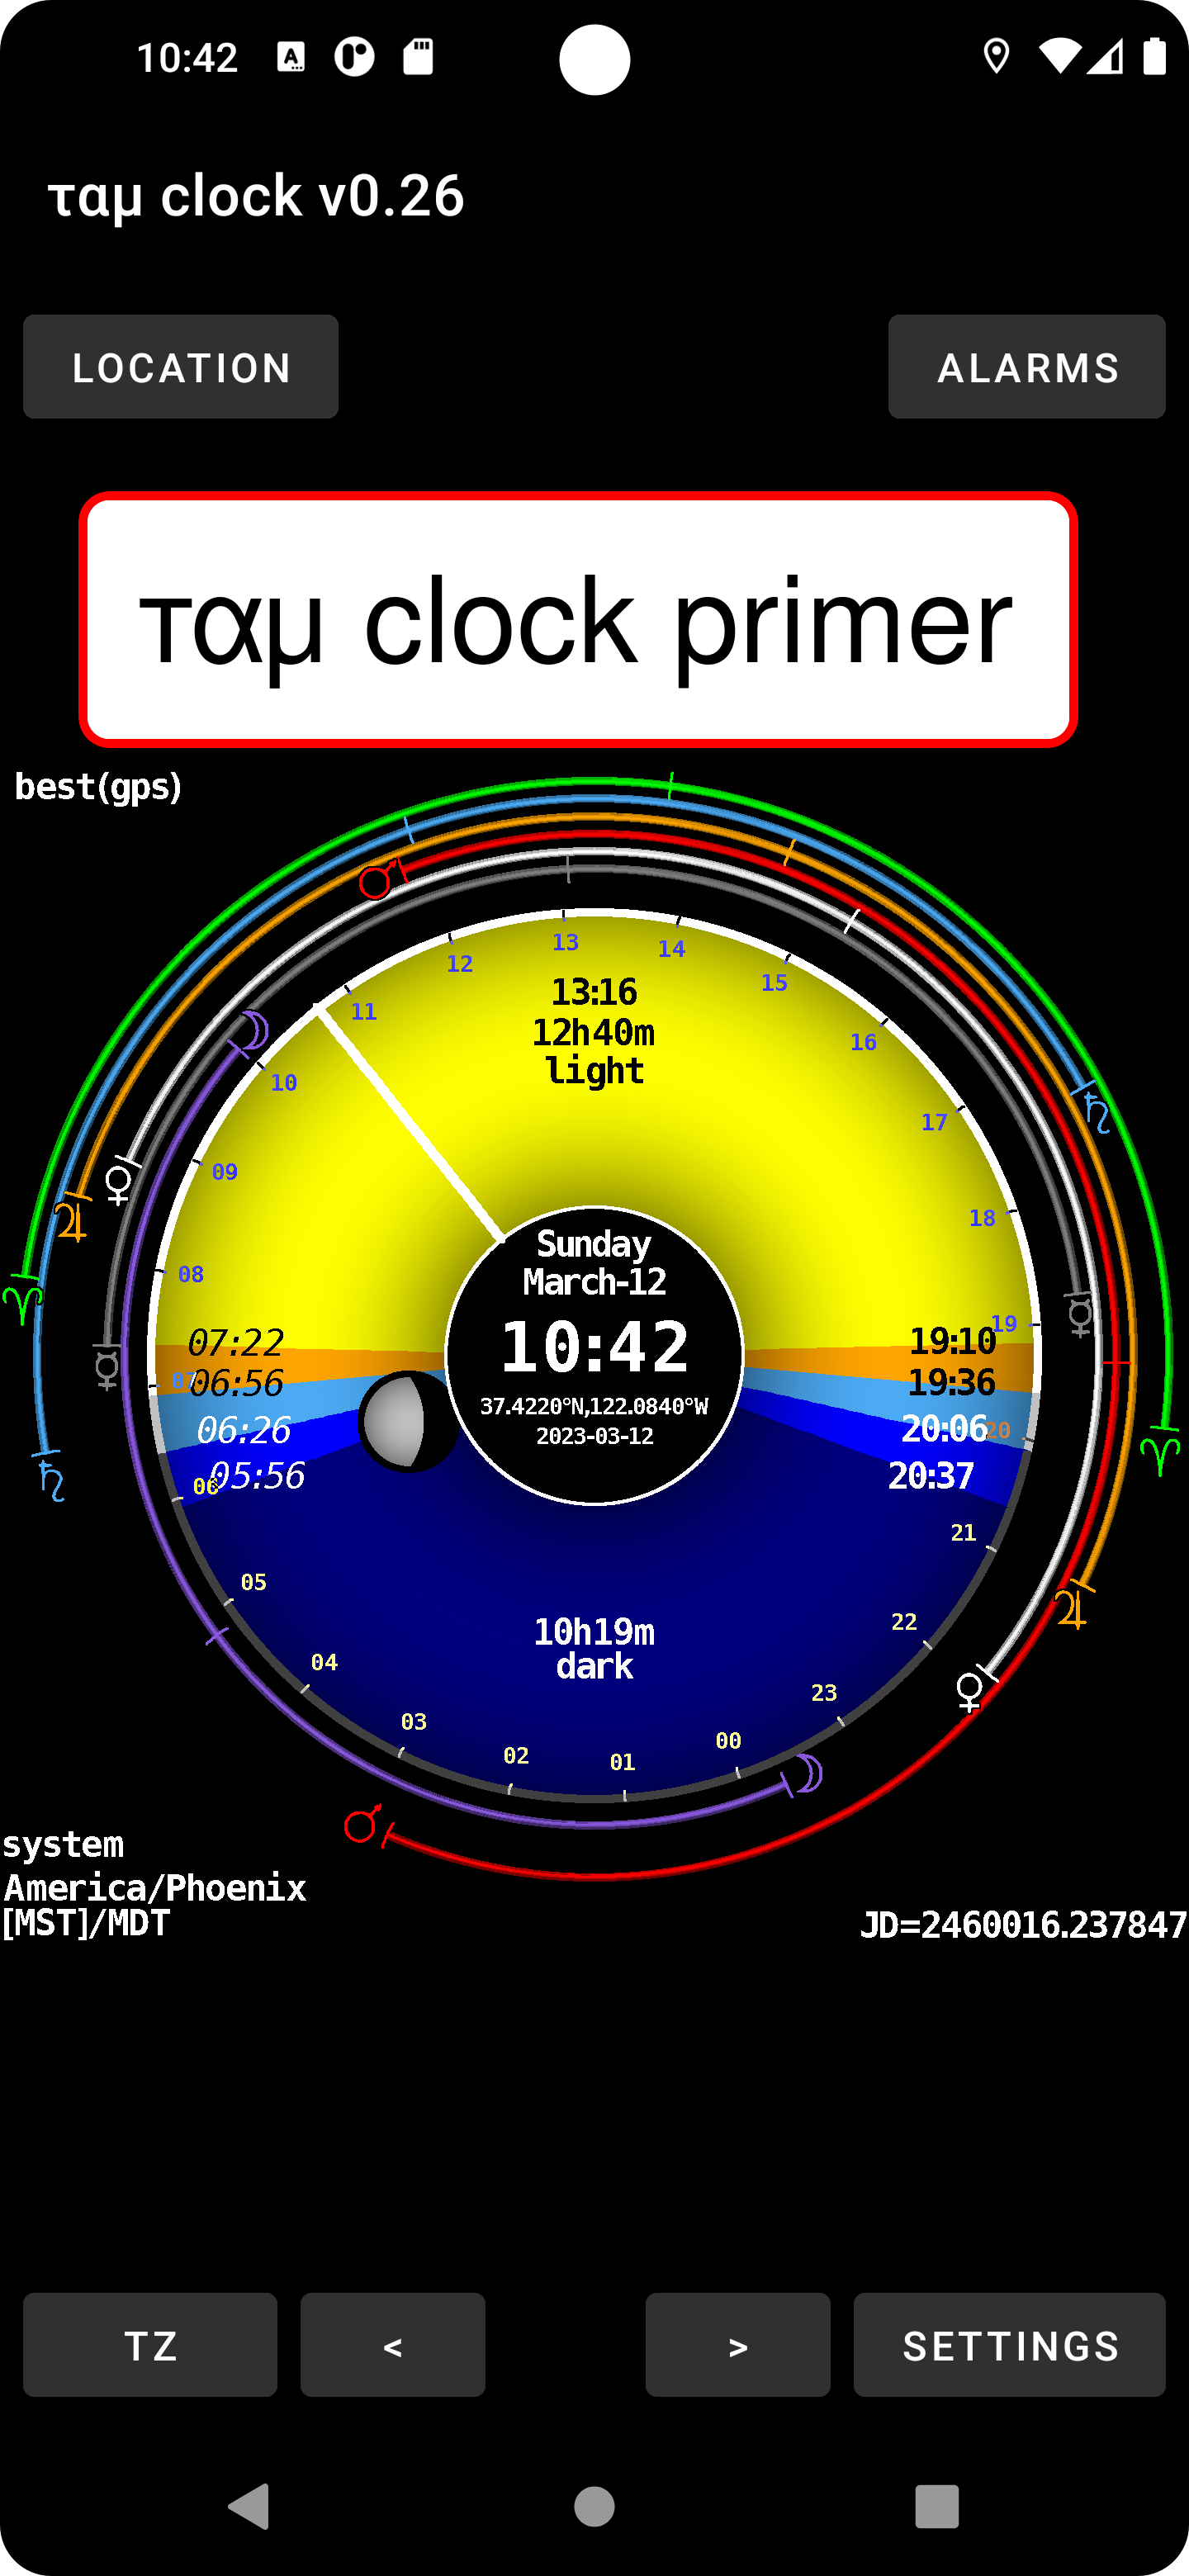 10:42
ταμ clock v0.26
LOCATION
ALARMS
ταμ clock primer
best(gps)
13
12
14
11
15
13:16
12h40m
light
16
10
17
09
18
08
Sunday
March-12
10:42
37.4220°N,122.0840°W
2023-03-12
07:22
07
06:56
06:26
06
05:56
19
19:10
19:36
20:06
20
20:37
21
05
22
04
10h19m
dark
23
03
00
02
01
system
America/Phoenix
[MST]/MDT
JD=2460016.237847
TZ
<
>
SETTINGS